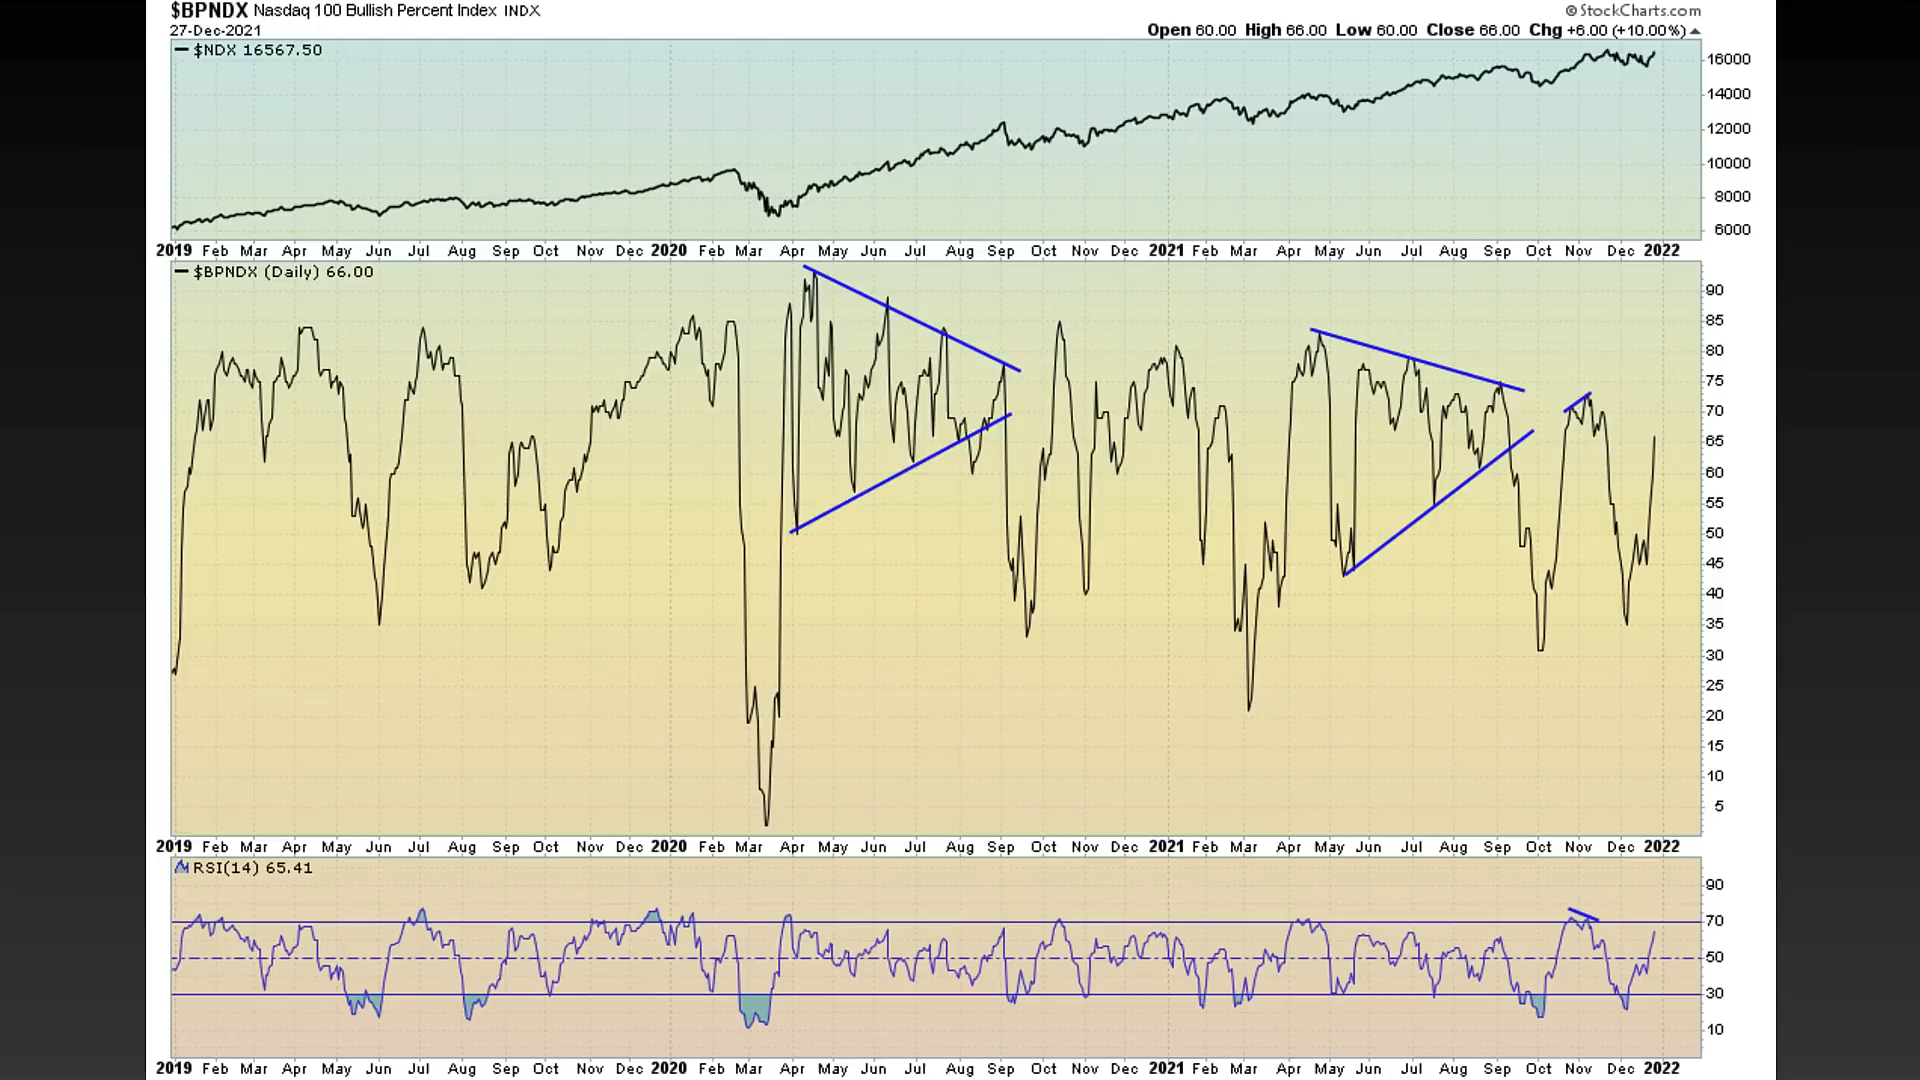 $BPNDX Nasdaq 100 Bullish Percent Index INDX
© StockCharts.com
27-Dec-2021
Open 60.00 High 66.00 Low 60.00 Close 66.00 Chg +6.00 (+10.00%)
$NDX 16567.50
16000
14000
12000
10000
8000
6000
2019 Feb Mar Apr May Jun Jul Aug Sep Oct Nov Dec 2020 Feb Mar Apr May Jun Jul Aug Sep Oct Nov Dec 2021 Feb Mar Apr May Jun Jul Aug Sep Oct Nov Dec 2022
$BPNDX (Daily) 66.00
90
85
80
75
70
65
60
55
50
45
40
35
30
25
20
15
10
5
2019 Feb Mar Apr May Jun Jul Aug Sep Oct Nov Dec 2020 Feb Mar Apr May Jun Jul Aug Sep Oct Nov Dec 2021 Feb Mar Apr May Jun Jul Aug Sep Oct Nov Dec 2022
RSI(14) 65.41
90
70
50
30
10
2019 Feb Mar Apr May Jun Jul Aug Sep Oct Nov Dec 2020 Feb Mar Apr May Jun Jul Aug Sep Oct Nov Dec 2021 Feb Mar Apr May Jun Jul Aug Sep Oct Nov Dec 2022